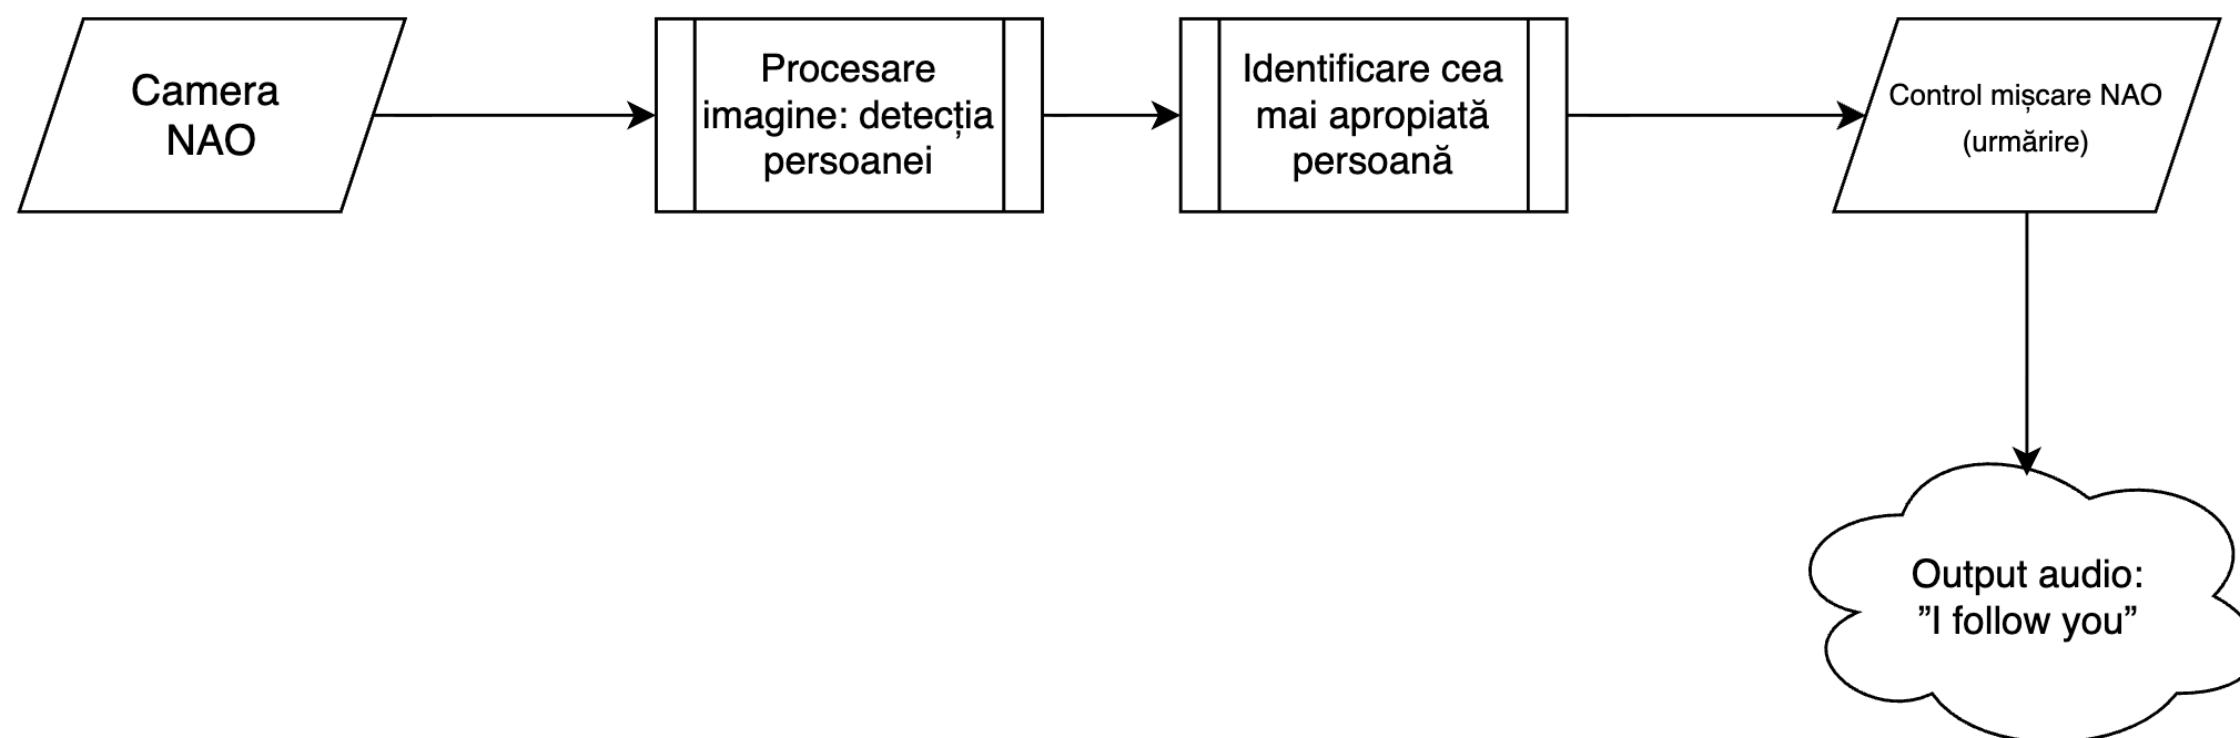 Camera
NAO
Procesare
imagine: detecția
persoanei
Identificare cea
mai apropiată
persoană
Control mișcare NAO
(urmărire)
Output audio:
”I follow you”